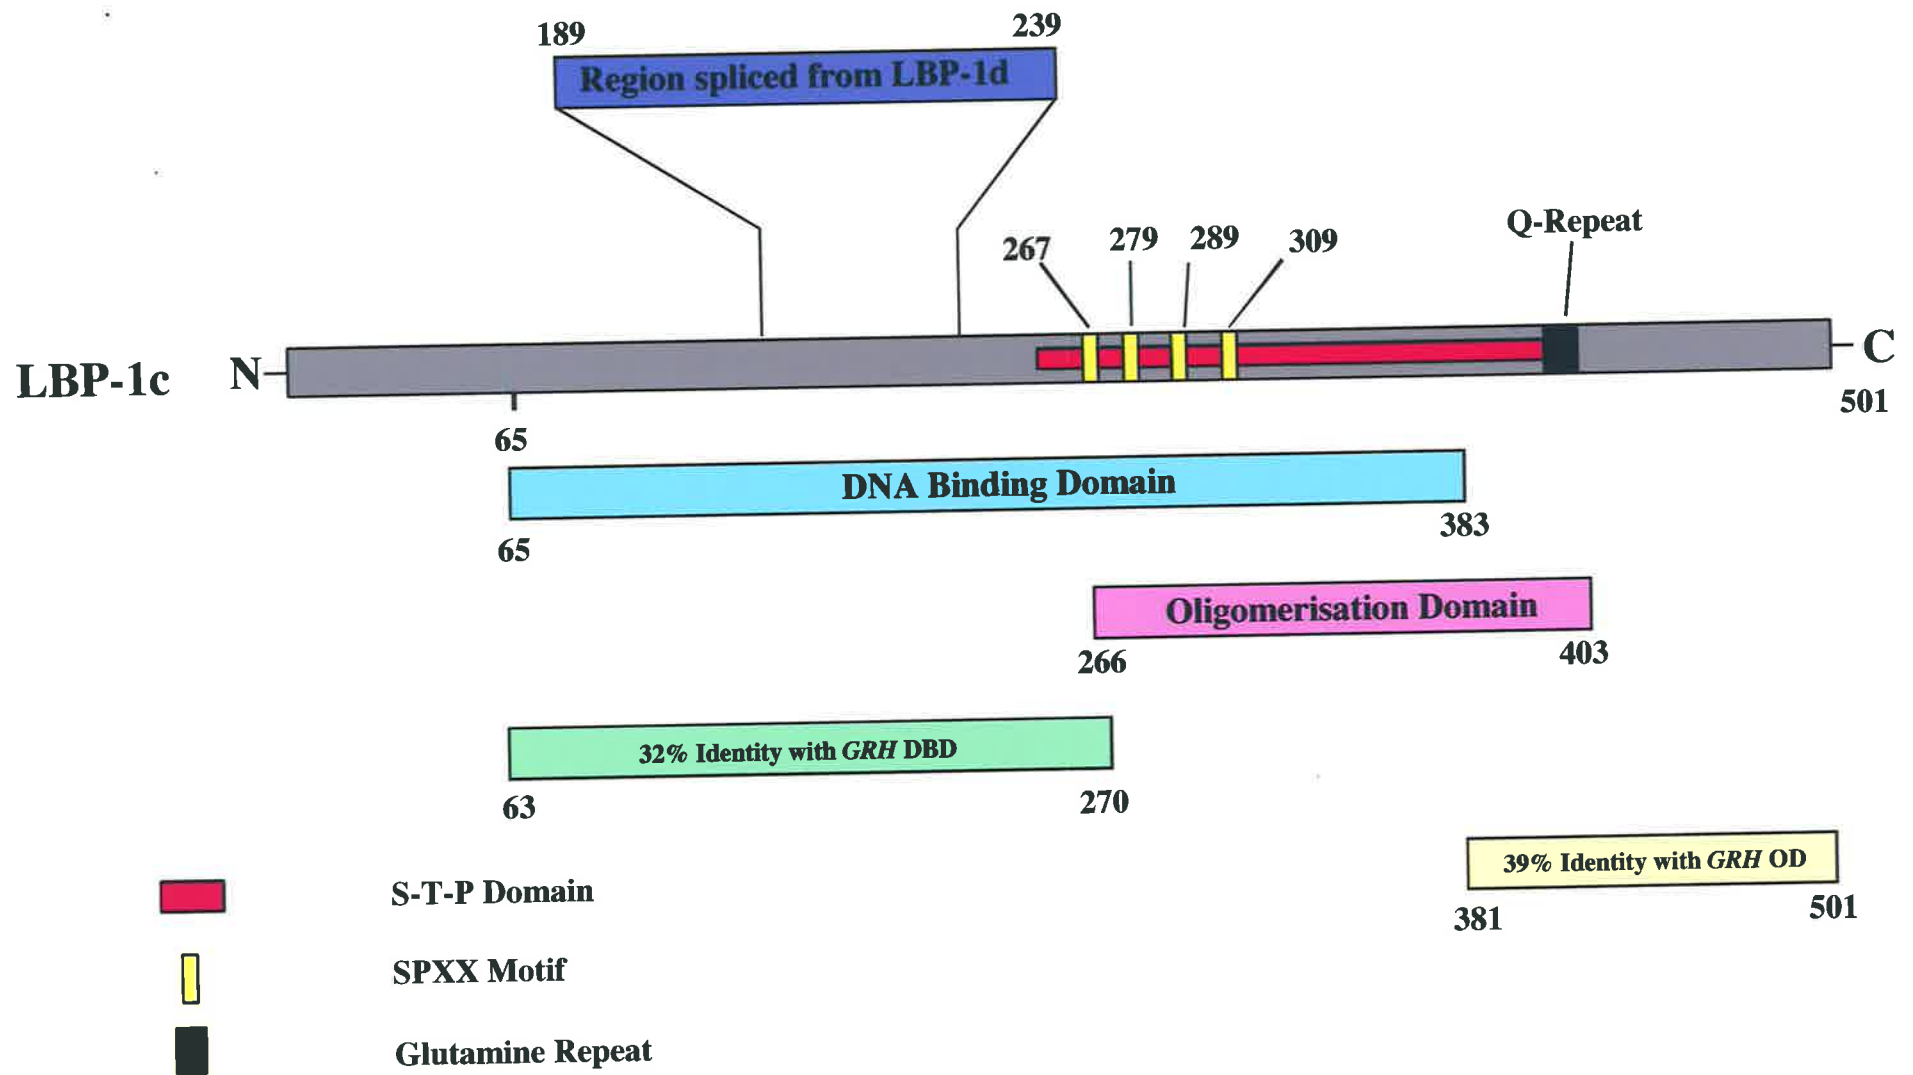 189
239
Region spliced from LBP-1d
267
279
289
309
Q-Repeat
LBP-1c
N
C
501
65
DNA Binding Domain
65
383
Oligomerisation Domain
266
403
32% Identity with GRH DBD
63
270
39% Identity with GRH OD
381
501
S-T-P Domain
SPXX Motif
Glutamine Repeat